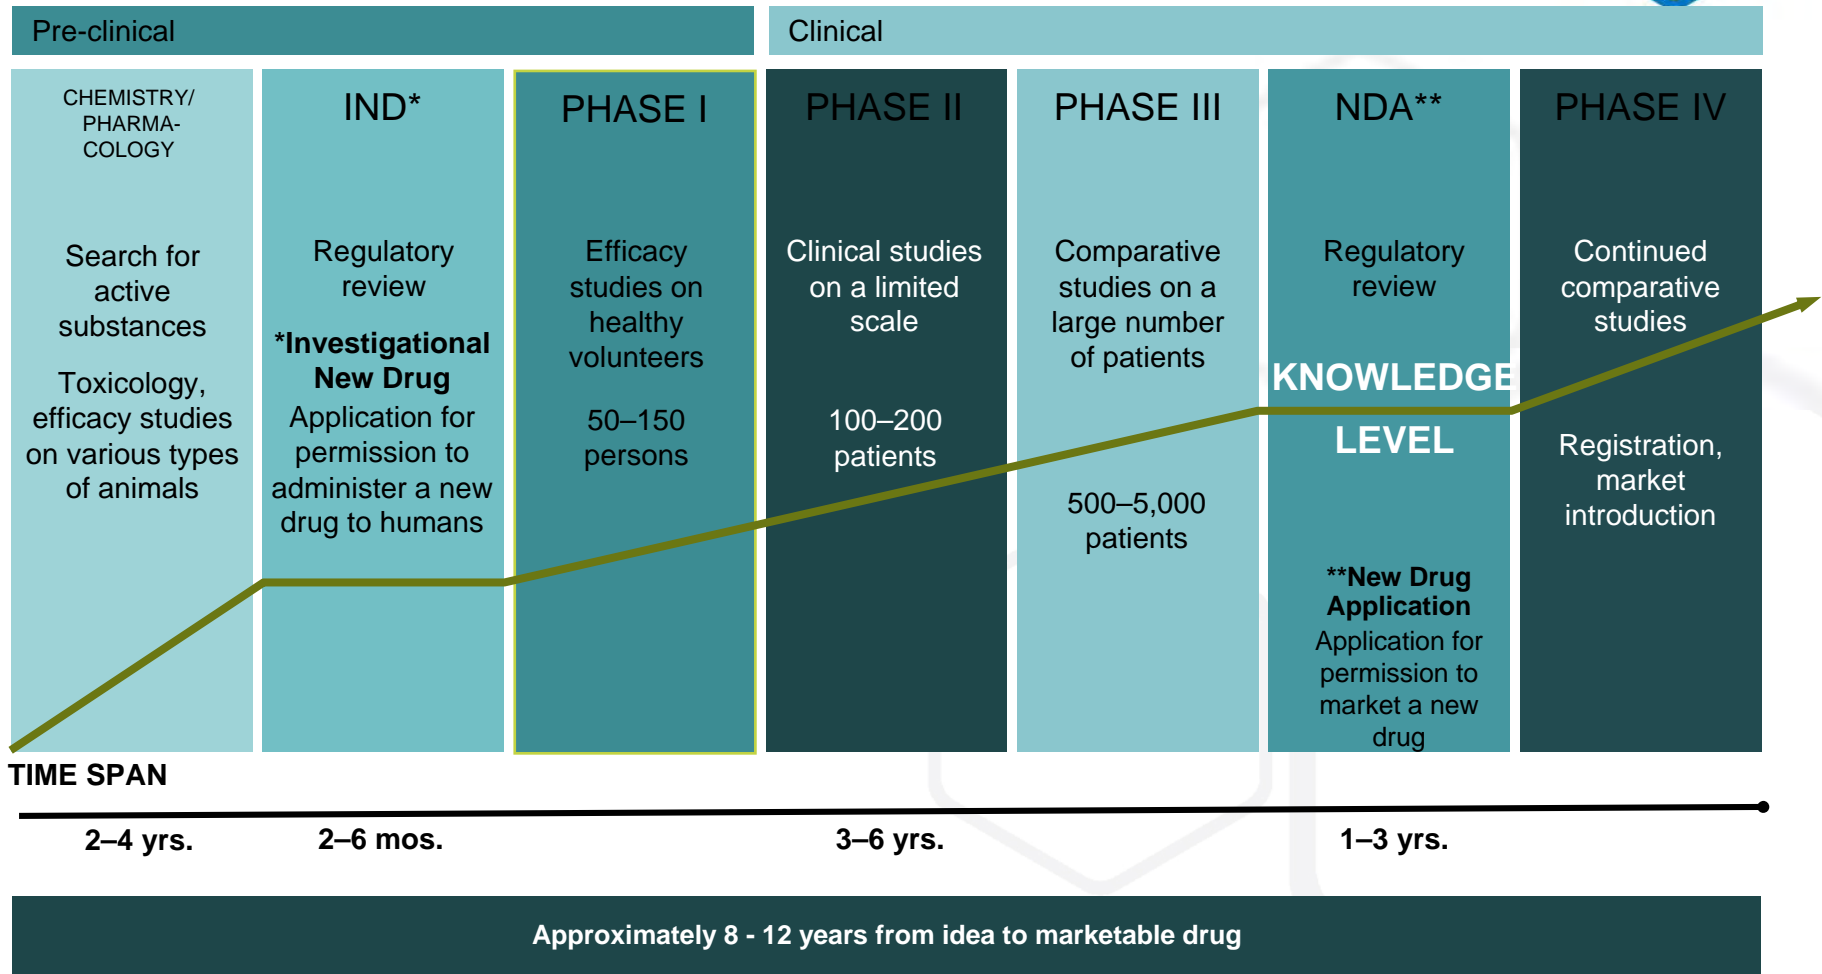 Pre-clinical
Clinical
CHEMISTRY/
PHARMA-
COLOGY
Search for
active
substances
Toxicology,
efficacy studies
on various types
of animals
IND*
Regulatory
review
*Investigational
New Drug
Application for
permission to
administer a new
drug to humans
PHASE I
Efficacy
studies on
healthy
volunteers
50–150
persons
PHASE II
Clinical studies
on a limited
scale
100–200
patients
PHASE III
Comparative
studies on a
large number
of patients
500–5,000
patients
NDA**
Regulatory
review
KNOWLEDGE
LEVEL
**New Drug
Application
Application for
permission to
market a new
drug
PHASE IV
Continued
comparative
studies
Registration,
market
introduction
TIME SPAN
2–4 yrs.
2–6 mos.
3–6 yrs.
1–3 yrs.
Approximately 8 - 12 years from idea to marketable drug